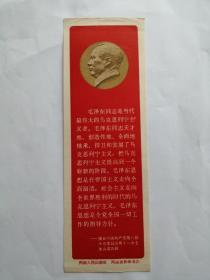 毛泽东同志是当代
最伟大的马克思列宁主
义者。毛泽东同志天才
地、创造性地、全面地
继承、捍卫和发展了马
克思列宁主义，把马克
思列宁主义提高到一个
崭新的阶段。毛泽东思
想是在帝国主义走向全
面崩溃，社会主义走向
全世界胜利的时代的马
克思列宁主义。毛泽东
思想是全党全国一切工
作的指导方针。